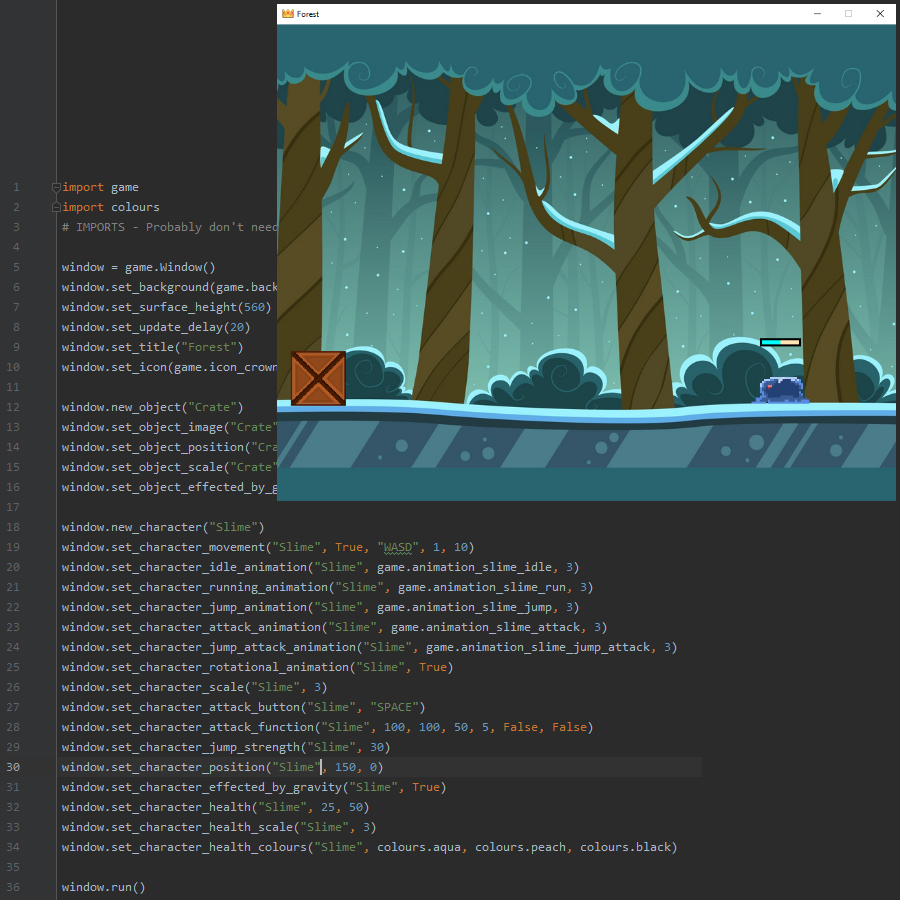 Forest
1 import game
2 import colours
3 # IMPORTS - Probably don't need
4
5 window = game.Window()
6 window.set_background(game.back
7 window.set_surface_height(560)
8 window.set_update_delay(20)
9 window.set_title("Forest")
10 window.set_icon(game.icon_crown
11
12 window.new_object("Crate")
13 window.set_object_image("Crate"
14 window.set_object_position("Cra
15 window.set_object_scale("Crate"
16 window.set_object_effected_by_g
17
18 window.new_character("Slime")
19 window.set_character_movement("Slime", True, "WASD", 1, 10)
20 window.set_character_idle_animation("Slime", game.animation_slime_idle, 3)
21 window.set_character_running_animation("Slime", game.animation_slime_run, 3)
22 window.set_character_jump_animation("Slime", game.animation_slime_jump, 3)
23 window.set_character_attack_animation("Slime", game.animation_slime_attack, 3)
24 window.set_character_jump_attack_animation("Slime", game.animation_slime_jump_attack, 3)
25 window.set_character_rotational_animation("Slime", True)
26 window.set_character_scale("Slime", 3)
27 window.set_character_attack_button("Slime", "SPACE")
28 window.set_character_attack_function("Slime", 100, 100, 50, 5, False, False)
29 window.set_character_jump_strength("Slime", 30)
30 window.set_character_position("Slime", 150, 0)
31 window.set_character_effected_by_gravity("Slime", True)
32 window.set_character_health("Slime", 25, 50)
33 window.set_character_health_scale("Slime", 3)
34 window.set_character_health_colours("Slime", colours.aqua, colours.peach, colours.black)
35
36 window.run()